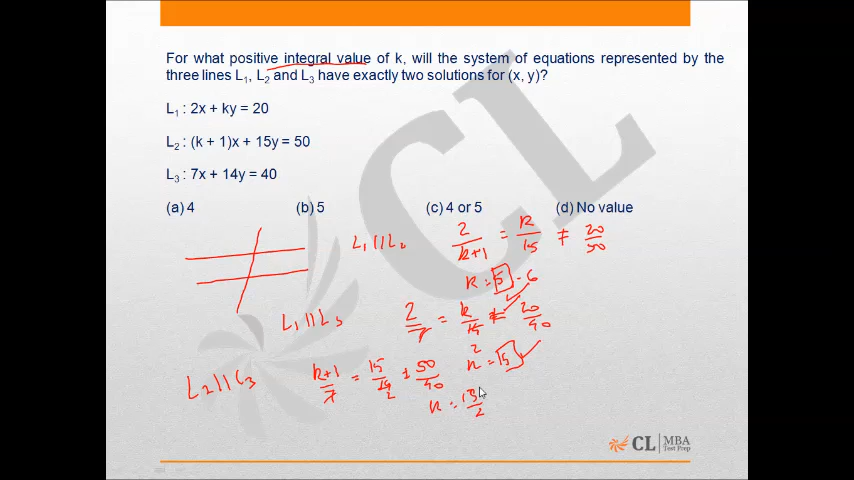 For what positive integral value of k, will the system of equations represented by the
three lines L₁, L₂ and L₃ have exactly two solutions for (x, y)?
L₁ : 2x + ky = 20
L₂ : (k + 1)x + 15y = 50
L₃ : 7x + 14y = 40
(a) 4 (b) 5 (c) 4 or 5 (d) No value
L₁ || L₂ 2/k+1 = k/15 ≠ 20/50
k = 5, -6
L₁ || L₃ 2/7 = k/14 ≠ 20/40
L₂ || L₃ k+1/7 = 15/14 ≠ 50/40
k = 13/2
CL MBA Test Prep
CL